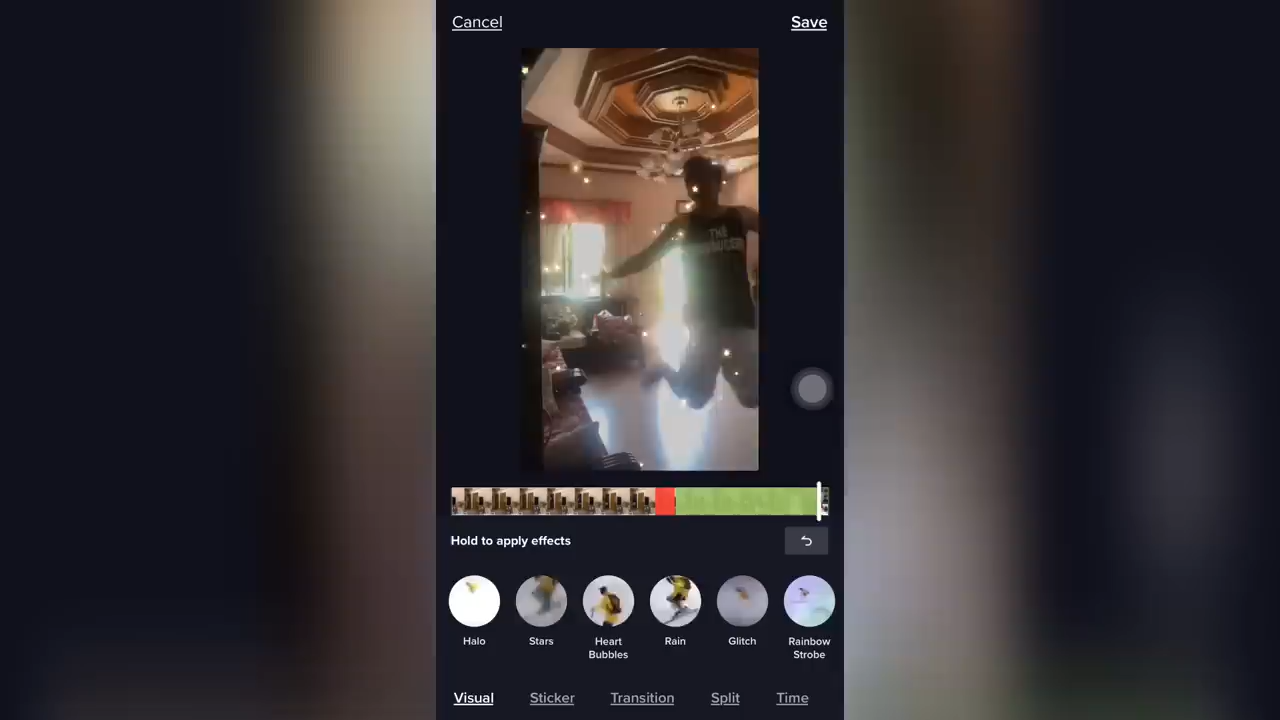 Cancel
Save
THE
Hold to apply effects
Halo
Stars
Heart
Bubbles
Rain
Glitch
Rainbow
Strobe
Visual
Sticker
Transition
Split
Time